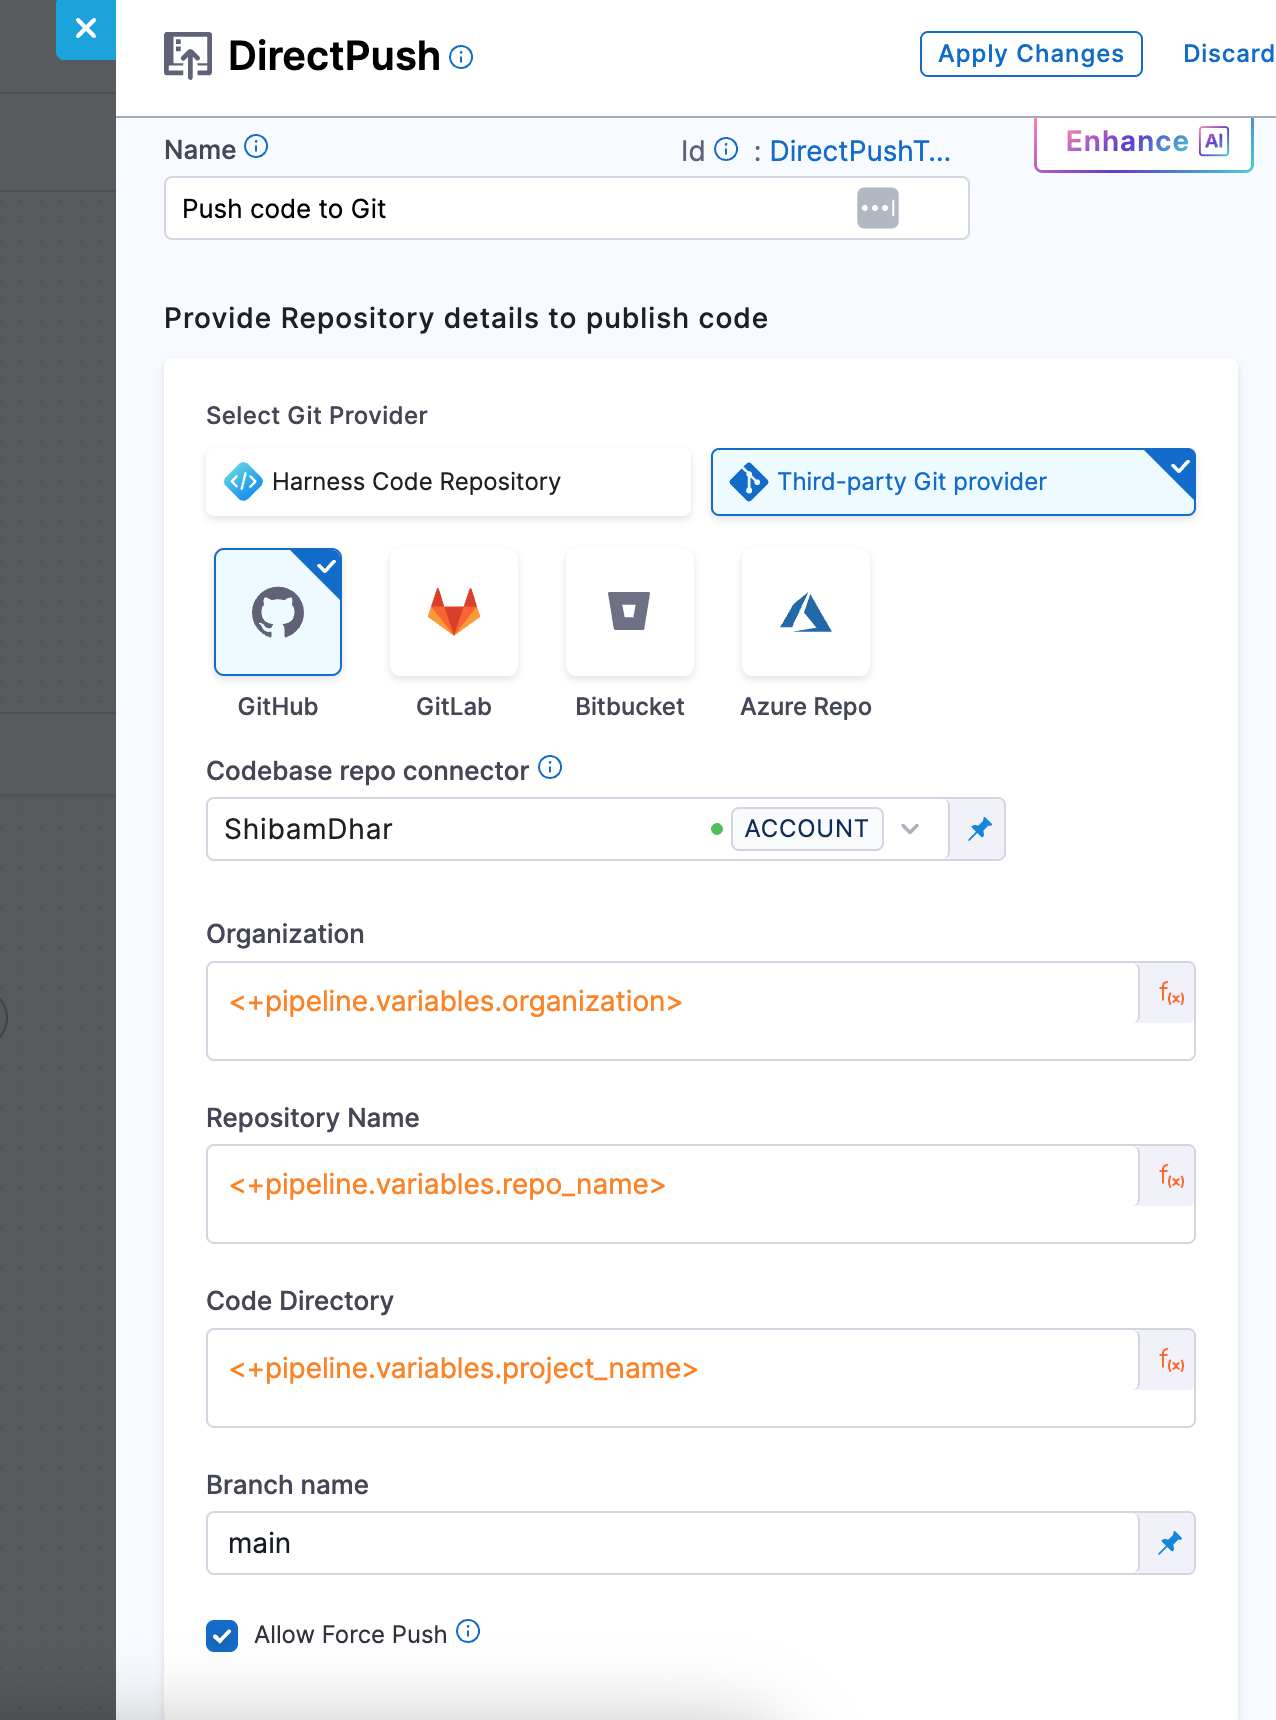 DirectPush
Apply Changes
Discard
Name
Id : DirectPushT...
Enhance AI
Push code to Git
Provide Repository details to publish code
Select Git Provider
Harness Code Repository
Third-party Git provider
GitHub
GitLab
Bitbucket
Azure Repo
Codebase repo connector
ShibamDhar
ACCOUNT
Organization
<+pipeline.variables.organization>
f(x)
Repository Name
<+pipeline.variables.repo_name>
f(x)
Code Directory
<+pipeline.variables.project_name>
f(x)
Branch name
main
Allow Force Push